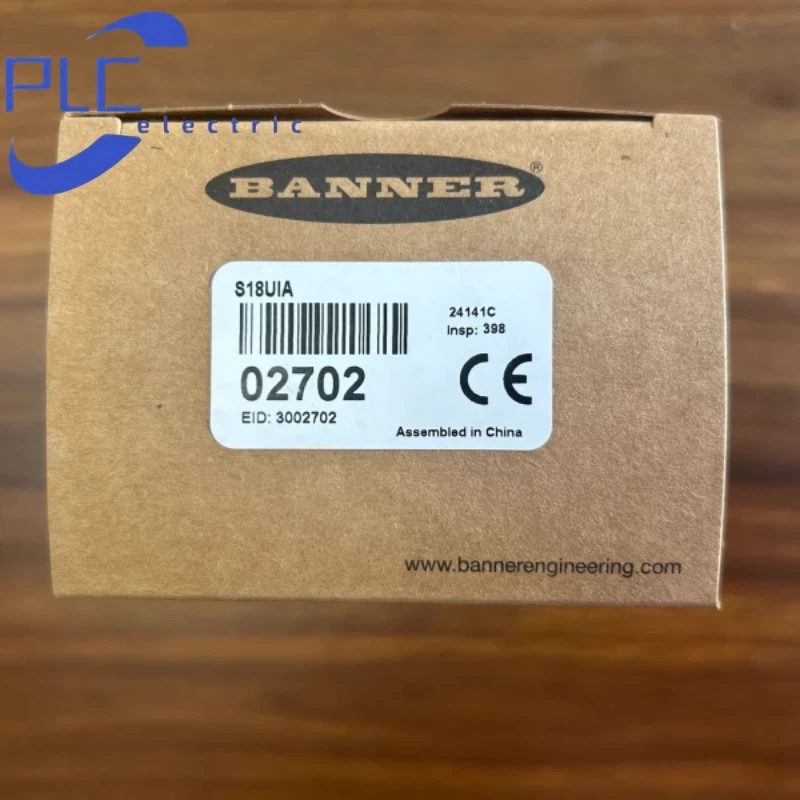 PLC
electric
BANNER®
S18UIA
24141C
Insp: 398
02702
EID: 3002702
CE
Assembled in China
www.bannerengineering.com